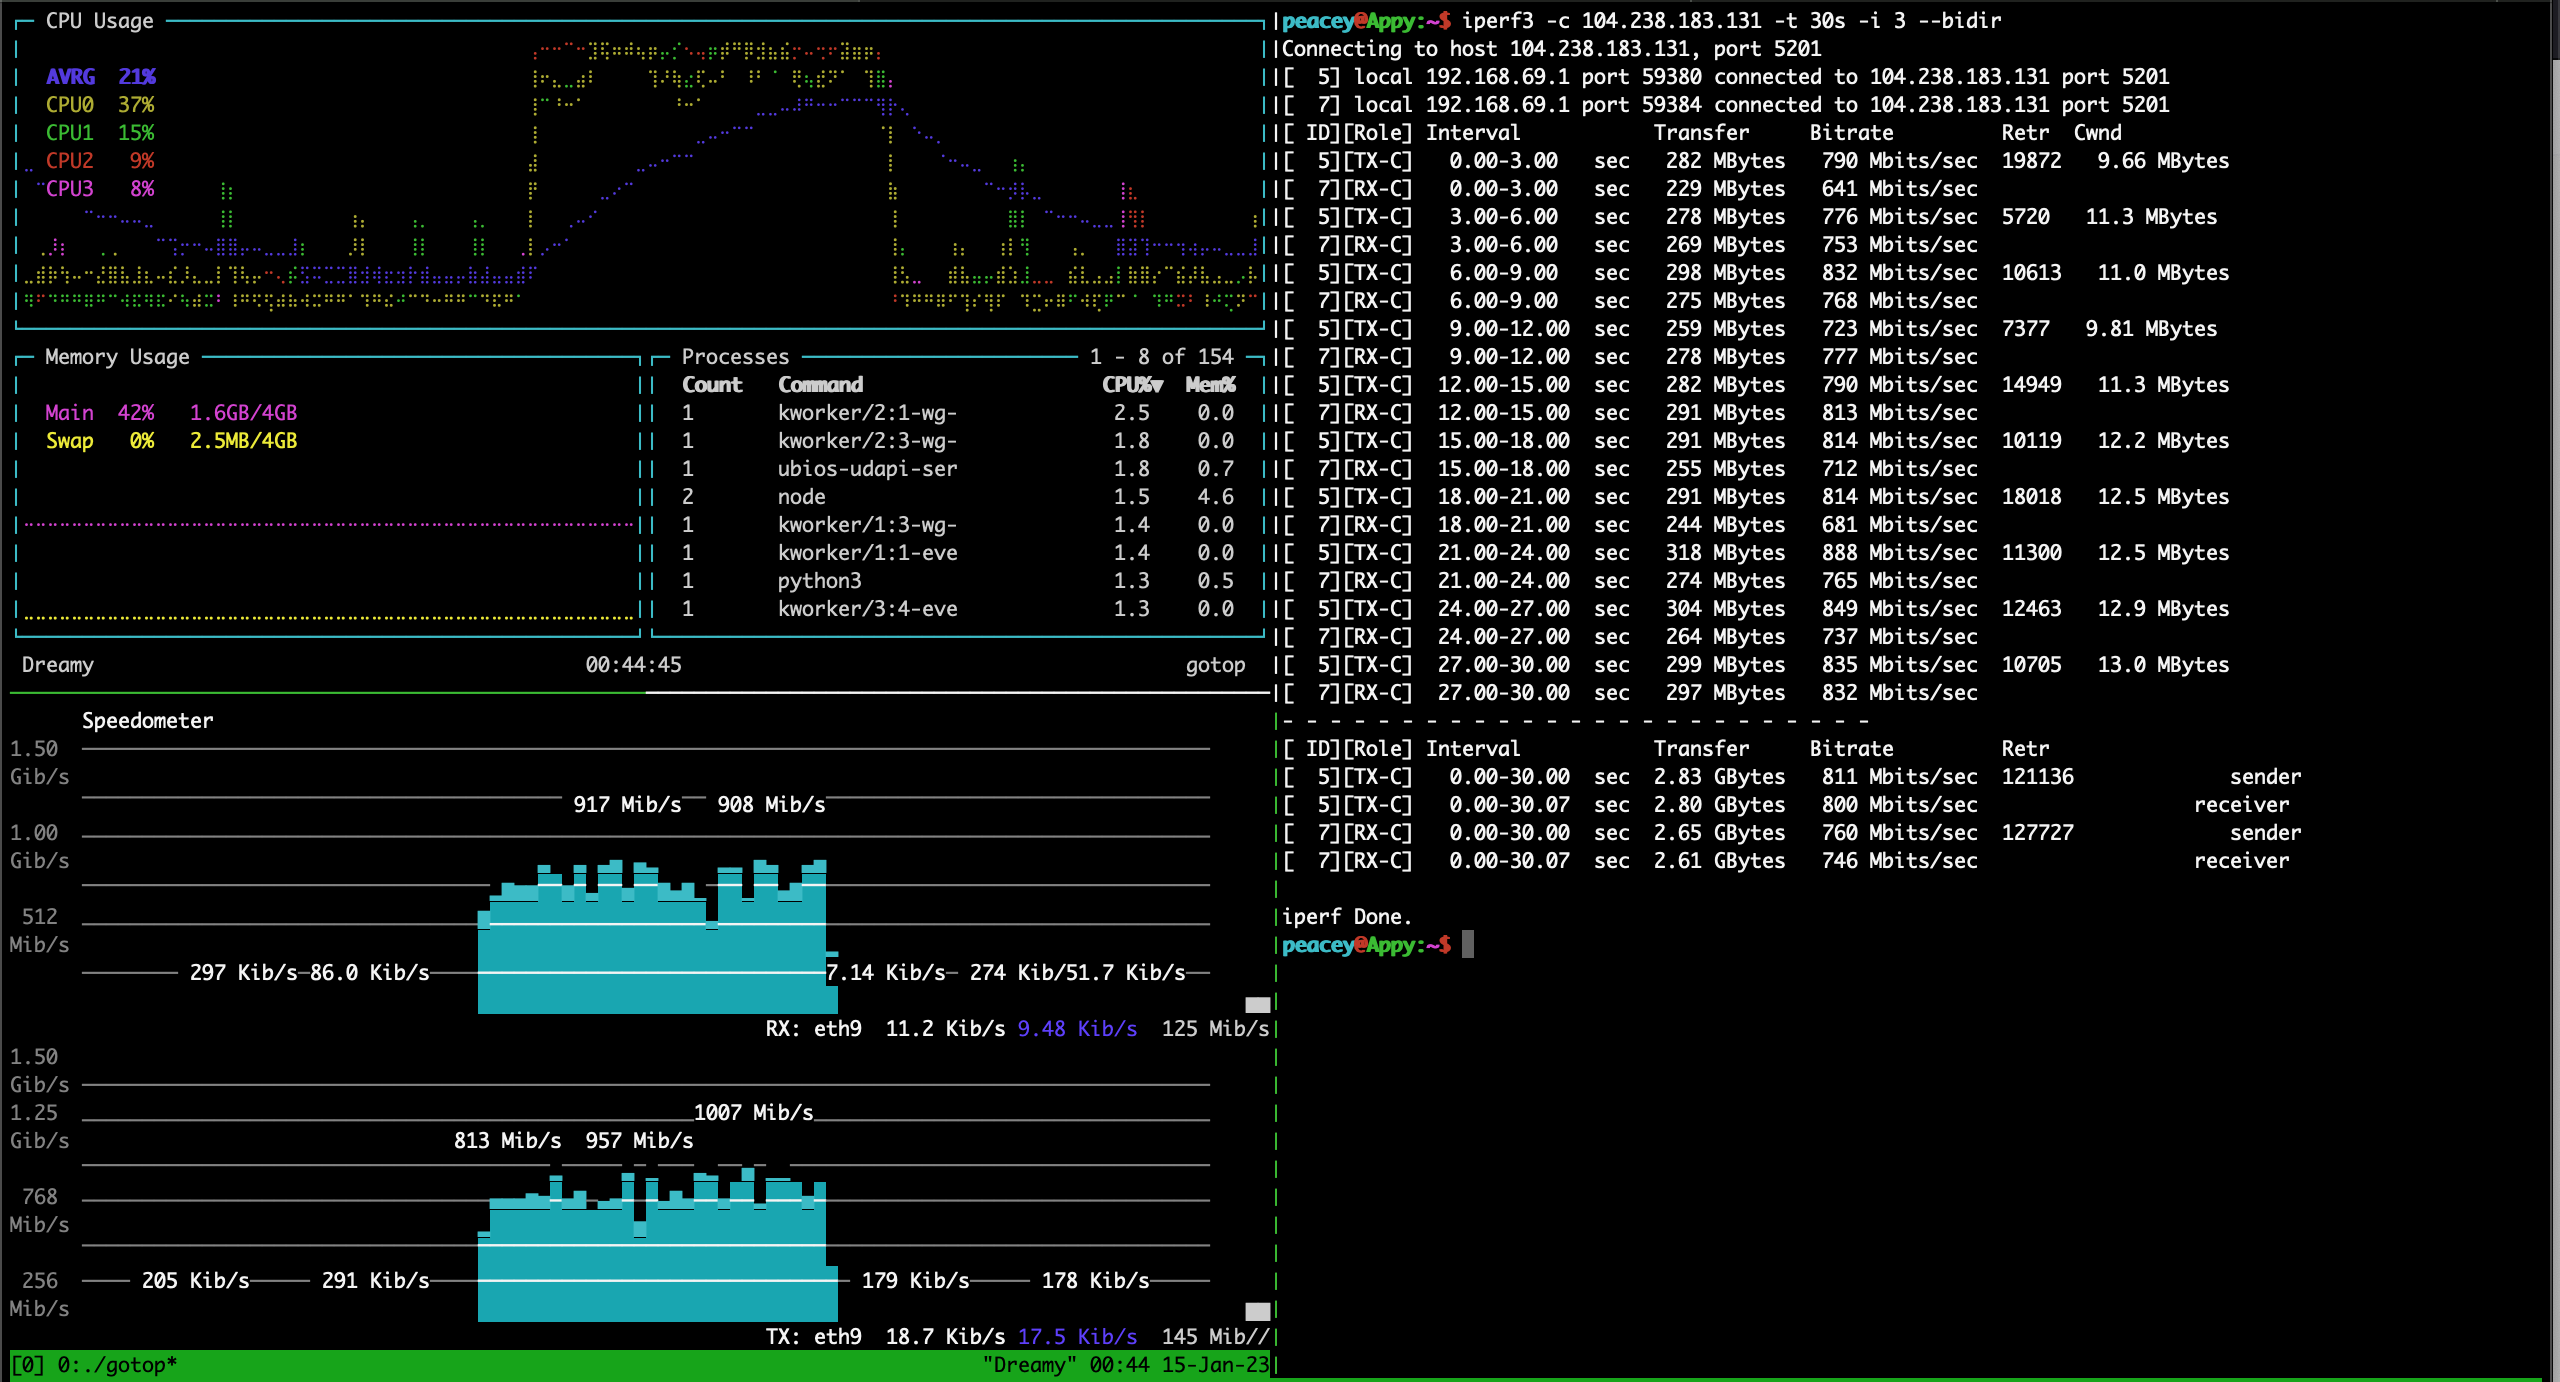 CPU Usage
AVRG 21%
CPU0 37%
CPU1 15%
CPU2 9%
CPU3 8%
Memory Usage
Main 42% 1.6GB/4GB
Swap 0% 2.5MB/4GB
Processes 1 - 8 of 154
Count Command CPU%▼ Mem%
1 kworker/2:1-wg- 2.5 0.0
1 kworker/2:3-wg- 1.8 0.0
1 ubios-udapi-ser 1.8 0.7
2 node 1.5 4.6
1 kworker/1:3-wg- 1.4 0.0
1 kworker/1:1-eve 1.4 0.0
1 python3 1.3 0.5
1 kworker/3:4-eve 1.3 0.0
Dreamy 00:44:45 gotop
Speedometer
1.50
Gib/s
917 Mib/s 908 Mib/s
1.00
Gib/s
512
Mib/s
297 Kib/s 86.0 Kib/s 7.14 Kib/s 274 Kib/51.7 Kib/s
RX: eth9 11.2 Kib/s 9.48 Kib/s 125 Mib/s
1.50
Gib/s
1.25
Gib/s
1007 Mib/s
813 Mib/s 957 Mib/s
768
Mib/s
256
Mib/s
205 Kib/s 291 Kib/s 179 Kib/s 178 Kib/s
TX: eth9 18.7 Kib/s 17.5 Kib/s 145 Mib//
[0] 0:./gotop* "Dreamy" 00:44 15-Jan-23
peacey@Appy:~$ iperf3 -c 104.238.183.131 -t 30s -i 3 --bidir
Connecting to host 104.238.183.131, port 5201
[ 5] local 192.168.69.1 port 59380 connected to 104.238.183.131 port 5201
[ 7] local 192.168.69.1 port 59384 connected to 104.238.183.131 port 5201
[ ID][Role] Interval Transfer Bitrate Retr Cwnd
[ 5][TX-C] 0.00-3.00 sec 282 MBytes 790 Mbits/sec 19872 9.66 MBytes
[ 7][RX-C] 0.00-3.00 sec 229 MBytes 641 Mbits/sec
[ 5][TX-C] 3.00-6.00 sec 278 MBytes 776 Mbits/sec 5720 11.3 MBytes
[ 7][RX-C] 3.00-6.00 sec 269 MBytes 753 Mbits/sec
[ 5][TX-C] 6.00-9.00 sec 298 MBytes 832 Mbits/sec 10613 11.0 MBytes
[ 7][RX-C] 6.00-9.00 sec 275 MBytes 768 Mbits/sec
[ 5][TX-C] 9.00-12.00 sec 259 MBytes 723 Mbits/sec 7377 9.81 MBytes
[ 7][RX-C] 9.00-12.00 sec 278 MBytes 777 Mbits/sec
[ 5][TX-C] 12.00-15.00 sec 282 MBytes 790 Mbits/sec 14949 11.3 MBytes
[ 7][RX-C] 12.00-15.00 sec 291 MBytes 813 Mbits/sec
[ 5][TX-C] 15.00-18.00 sec 291 MBytes 814 Mbits/sec 10119 12.2 MBytes
[ 7][RX-C] 15.00-18.00 sec 255 MBytes 712 Mbits/sec
[ 5][TX-C] 18.00-21.00 sec 291 MBytes 814 Mbits/sec 18018 12.5 MBytes
[ 7][RX-C] 18.00-21.00 sec 244 MBytes 681 Mbits/sec
[ 5][TX-C] 21.00-24.00 sec 318 MBytes 888 Mbits/sec 11300 12.5 MBytes
[ 7][RX-C] 21.00-24.00 sec 274 MBytes 765 Mbits/sec
[ 5][TX-C] 24.00-27.00 sec 304 MBytes 849 Mbits/sec 12463 12.9 MBytes
[ 7][RX-C] 24.00-27.00 sec 264 MBytes 737 Mbits/sec
[ 5][TX-C] 27.00-30.00 sec 299 MBytes 835 Mbits/sec 10705 13.0 MBytes
[ 7][RX-C] 27.00-30.00 sec 297 MBytes 832 Mbits/sec
- - - - - - - - - - - - - - - - - - - - - - - - -
[ ID][Role] Interval Transfer Bitrate Retr
[ 5][TX-C] 0.00-30.00 sec 2.83 GBytes 811 Mbits/sec 121136 sender
[ 5][TX-C] 0.00-30.07 sec 2.80 GBytes 800 Mbits/sec receiver
[ 7][RX-C] 0.00-30.00 sec 2.65 GBytes 760 Mbits/sec 127727 sender
[ 7][RX-C] 0.00-30.07 sec 2.61 GBytes 746 Mbits/sec receiver
iperf Done.
peacey@Appy:~$